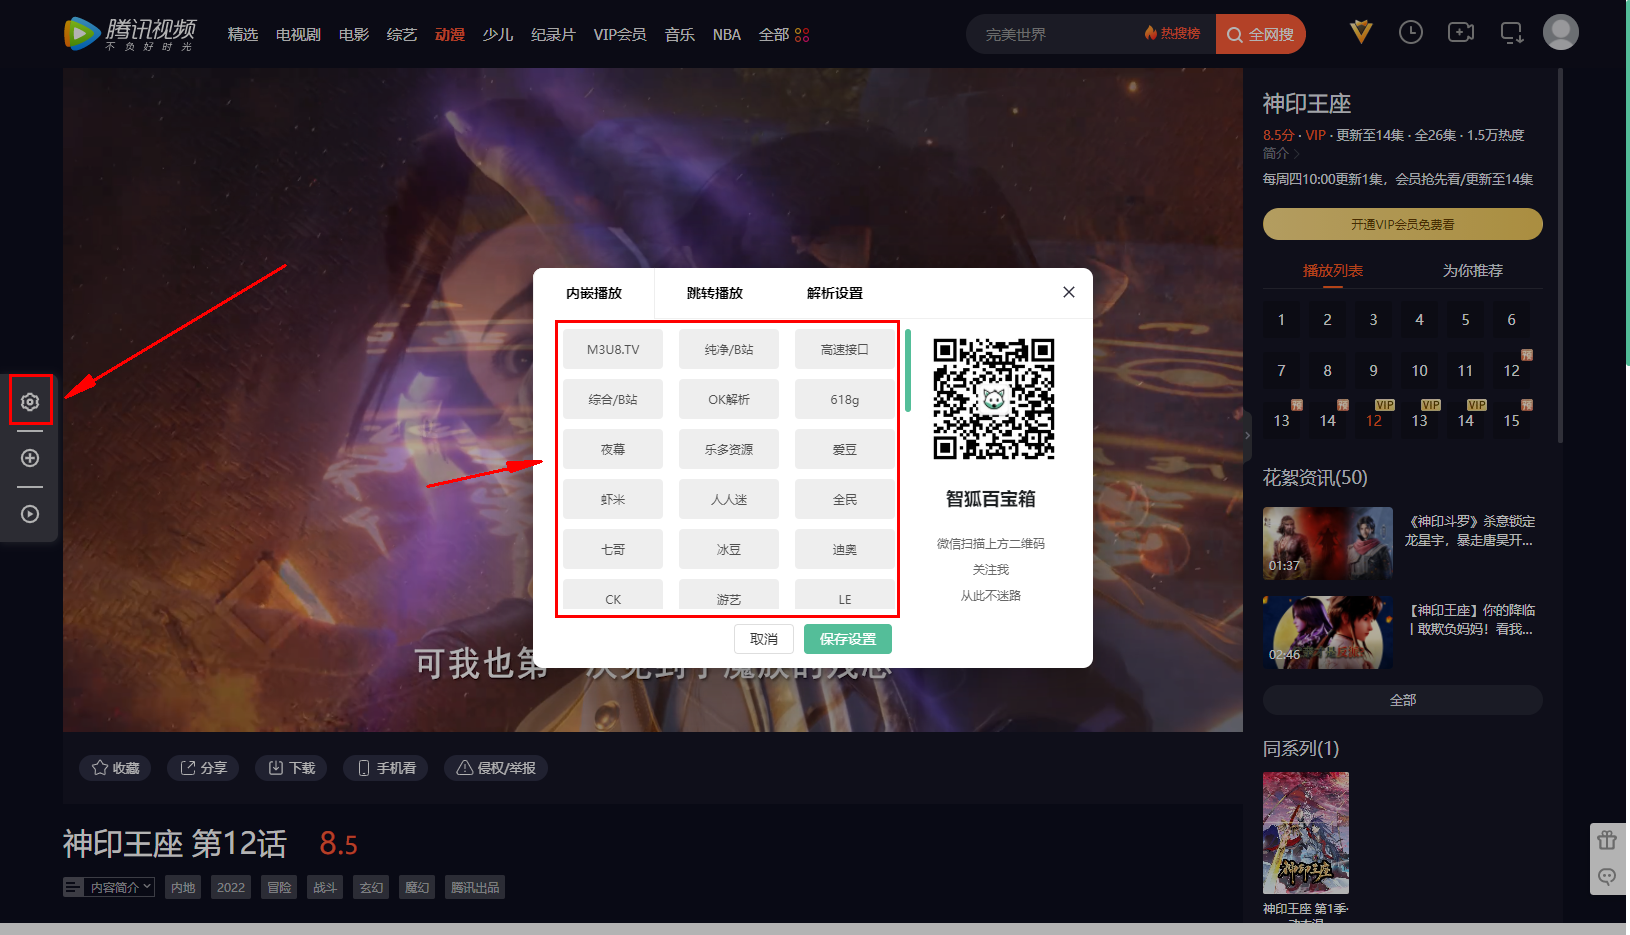 腾讯视频
不负好时光
精选 电视剧 电影 综艺 动漫 少儿 纪录片 VIP会员 音乐 NBA 全部
完美世界 热搜榜 全网搜
神印王座
8.5分 · VIP · 更新至14集 · 全26集 · 1.5万热度
简介
每周四10:00更新1集，会员抢先看/更新至14集
开通VIP会员免费看
播放列表 为你推荐
1 2 3 4 5 6
预
7 8 9 10 11 12
预 预 VIP VIP VIP 预
13 14 12 13 14 15
内嵌播放 跳转播放 解析设置
M3U8.TV 纯净/B站 高速接口
综合/B站 OK解析 618g
夜幕 乐多资源 爱豆
虾米 人人迷 全民
七哥 冰豆 迪奥
CK 游艺 LE
智狐百宝箱
微信扫描上方二维码
关注我
从此不迷路
取消 保存设置
花絮资讯(50)
《神印斗罗》杀意锁定
龙星宇，暴走唐昊开...
01:37
【神印王座】你的降临
丨敢欺负妈妈！看我...
02:46
全部
同系列(1)
神印王座
神印王座 第1季·
收藏 分享 下载 手机看 侵权/举报
神印王座 第12话 8.5
内容简介 内地 2022 冒险 战斗 玄幻 魔幻 腾讯出品